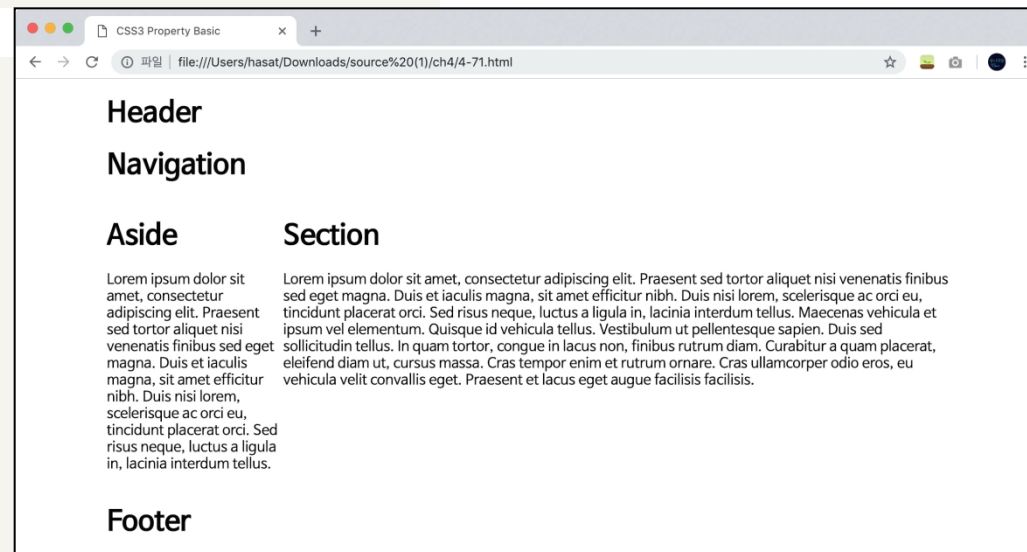 CSS3 Property Basic
파일 file:///Users/hasat/Downloads/source%20(1)/ch4/4-71.html
Header
Navigation
Aside
Lorem ipsum dolor sit
amet, consectetur
adipiscing elit. Praesent
sed tortor aliquet nisi
venenatis finibus sed eget
magna. Duis et iaculis
magna, sit amet efficitur
nibh. Duis nisi lorem,
scelerisque ac orci eu,
tincidunt placerat orci. Sed
risus neque, luctus a ligula
in, lacinia interdum tellus.
Section
Lorem ipsum dolor sit amet, consectetur adipiscing elit. Praesent sed tortor aliquet nisi venenatis finibus
sed eget magna. Duis et iaculis magna, sit amet efficitur nibh. Duis nisi lorem, scelerisque ac orci eu,
tincidunt placerat orci. Sed risus neque, luctus a ligula in, lacinia interdum tellus. Maecenas vehicula et
ipsum vel elementum. Quisque id vehicula tellus. Vestibulum ut pellentesque sapien. Duis sed
sollicitudin tellus. In quam tortor, congue in lacus non, finibus rutrum diam. Curabitur a quam placerat,
eleifend diam ut, cursus massa. Cras tempor enim et rutrum ornare. Cras ullamcorper odio eros, eu
vehicula velit convallis eget. Praesent et lacus eget augue facilisis facilisis.
Footer